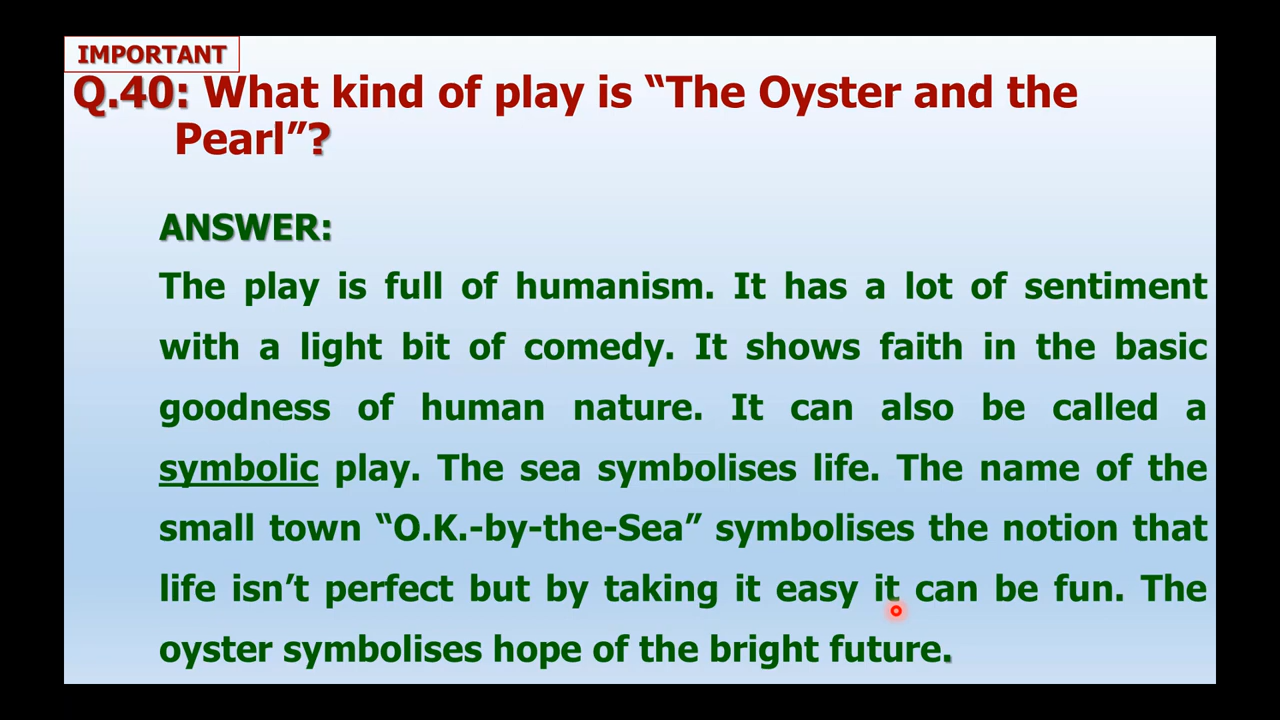 IMPORTANT
Q.40: What kind of play is “The Oyster and the
Pearl”?
ANSWER:
The play is full of humanism. It has a lot of sentiment
with a light bit of comedy. It shows faith in the basic
goodness of human nature. It can also be called a
symbolic play. The sea symbolises life. The name of the
small town “O.K.-by-the-Sea” symbolises the notion that
life isn’t perfect but by taking it easy it can be fun. The
oyster symbolises hope of the bright future.